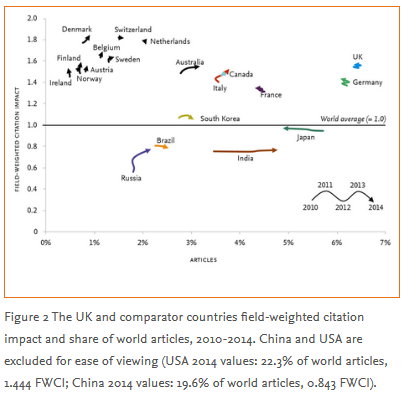 2.0
1.8
1.6
1.4
1.2
1.0
0.8
0.6
0.4
0.2
0
FIELD-WEIGHTED CITATION IMPACT
Denmark
Switzerland
Netherlands
Belgium
Finland
Sweden
Austria
Ireland
Norway
Australia
Canada
Italy
France
UK
Germany
South Korea
World average (= 1.0)
Brazil
Japan
India
Russia
2011
2013
2010
2012
2014
0%
1%
2%
3%
4%
5%
6%
7%
ARTICLES
Figure 2 The UK and comparator countries field-weighted citation
impact and share of world articles, 2010-2014. China and USA are
excluded for ease of viewing (USA 2014 values: 22.3% of world articles,
1.444 FWCI; China 2014 values: 19.6% of world articles, 0.843 FWCI).